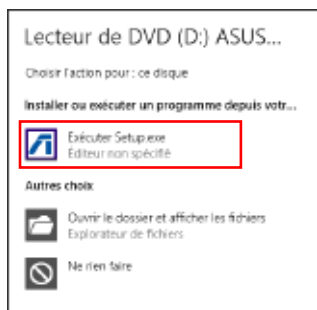 Lecteur de DVD (D:) ASUS...
Choisir l'action pour : ce disque
Installer ou exécuter un programme depuis votr...
Exécuter Setup.exe
Éditeur non spécifié
Autres choix
Ouvrir le dossier et afficher les fichiers
Explorateur de fichiers
Ne rien faire